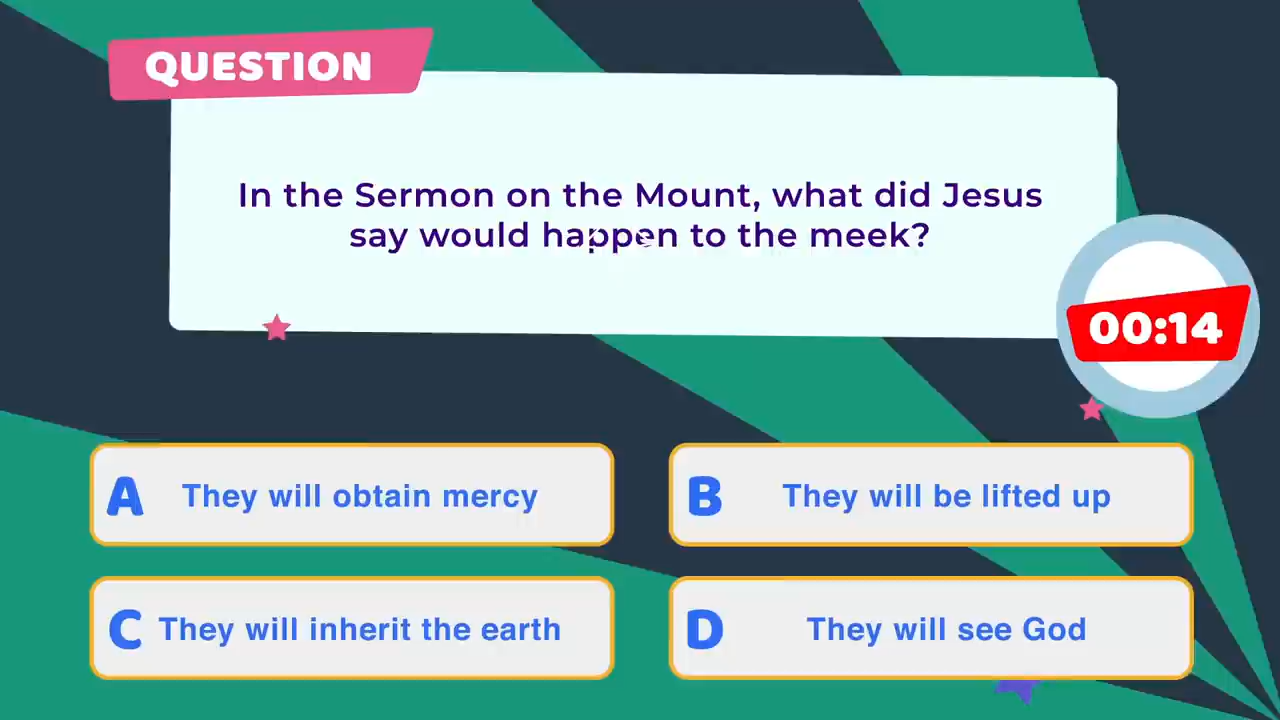 QUESTION
In the Sermon on the Mount, what did Jesus
say would happen to the meek?
00:14
A They will obtain mercy
B They will be lifted up
C They will inherit the earth
D They will see God